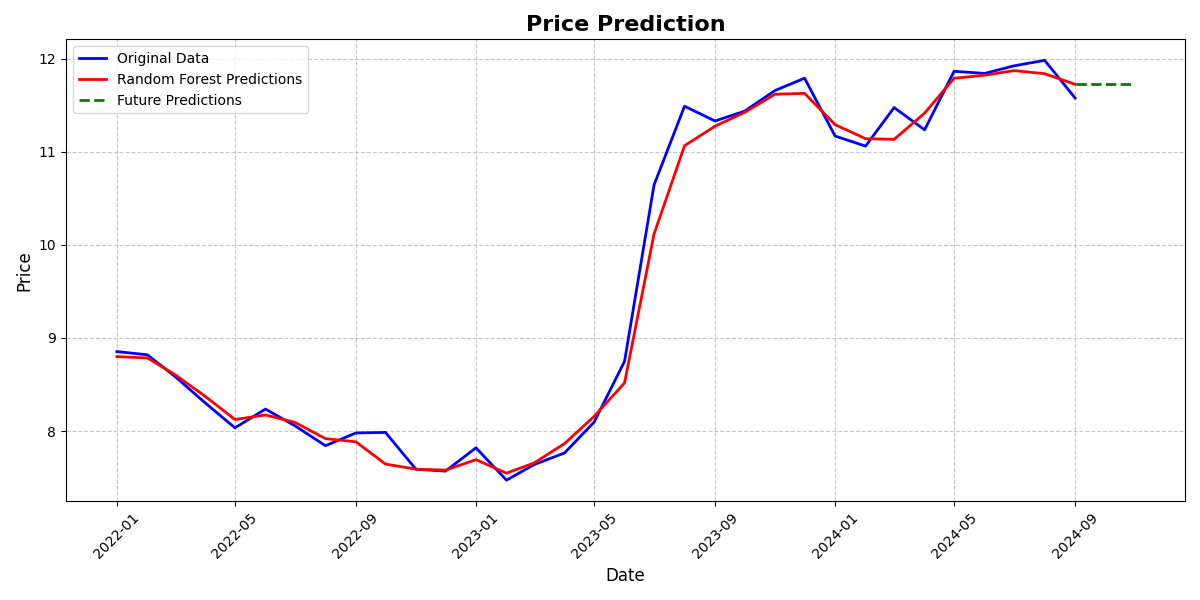 Price Prediction
Original Data
Random Forest Predictions
Future Predictions
12
11
10
9
8
Price
2022-01
2022-05
2022-09
2023-01
2023-05
2023-09
2024-01
2024-05
2024-09
Date